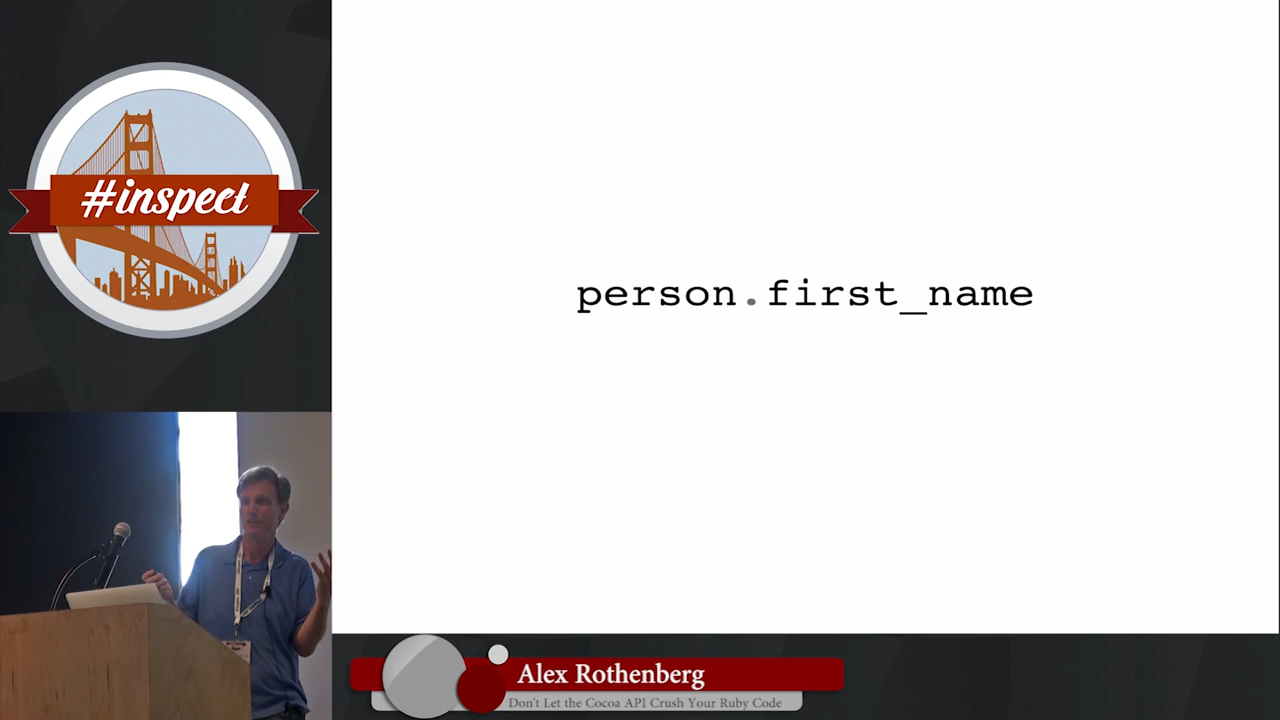 #inspect
person.first_name
Alex Rothenberg
Don't Let the Cocoa API Crush Your Ruby Code